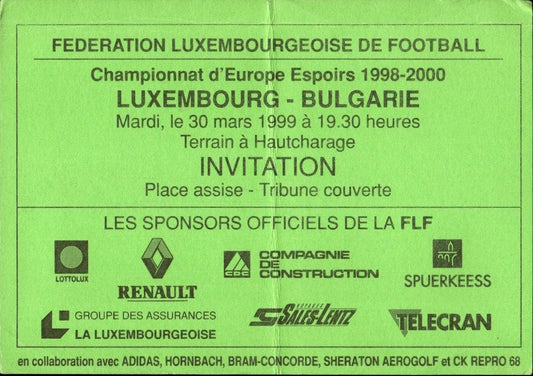 FEDERATION LUXEMBOURGEOISE DE FOOTBALL
Championnat d'Europe Espoirs 1998-2000
LUXEMBOURG - BULGARIE
Mardi, le 30 mars 1999 à 19.30 heures
Terrain à Hautcharage
INVITATION
Place assise - Tribune couverte
LES SPONSORS OFFICIELS DE LA FLF
LOTTOLUX
RENAULT
CDC
COMPAGNIE
DE
CONSTRUCTION
SPUERKEESS
GROUPE DES ASSURANCES
LA LUXEMBOURGEOISE
VOYAGES
SALES-LENTZ
TELECRAN
en collaboration avec ADIDAS, HORNBACH, BRAM-CONCORDE, SHERATON AEROGOLF et CK REPRO 68